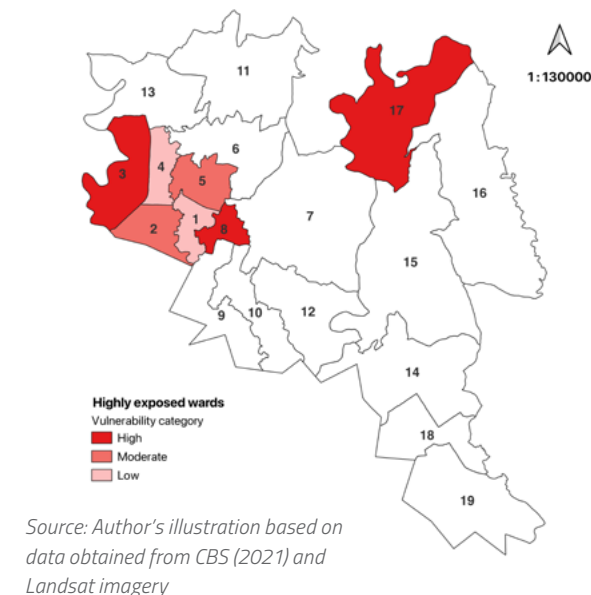 11
13
1:130000
17
6
3
4
5
16
1
2
8
7
15
9
10
12
14
18
19
Highly exposed wards
Vulnerability category
High
Moderate
Low
Source: Author's illustration based on
data obtained from CBS (2021) and
Landsat imagery